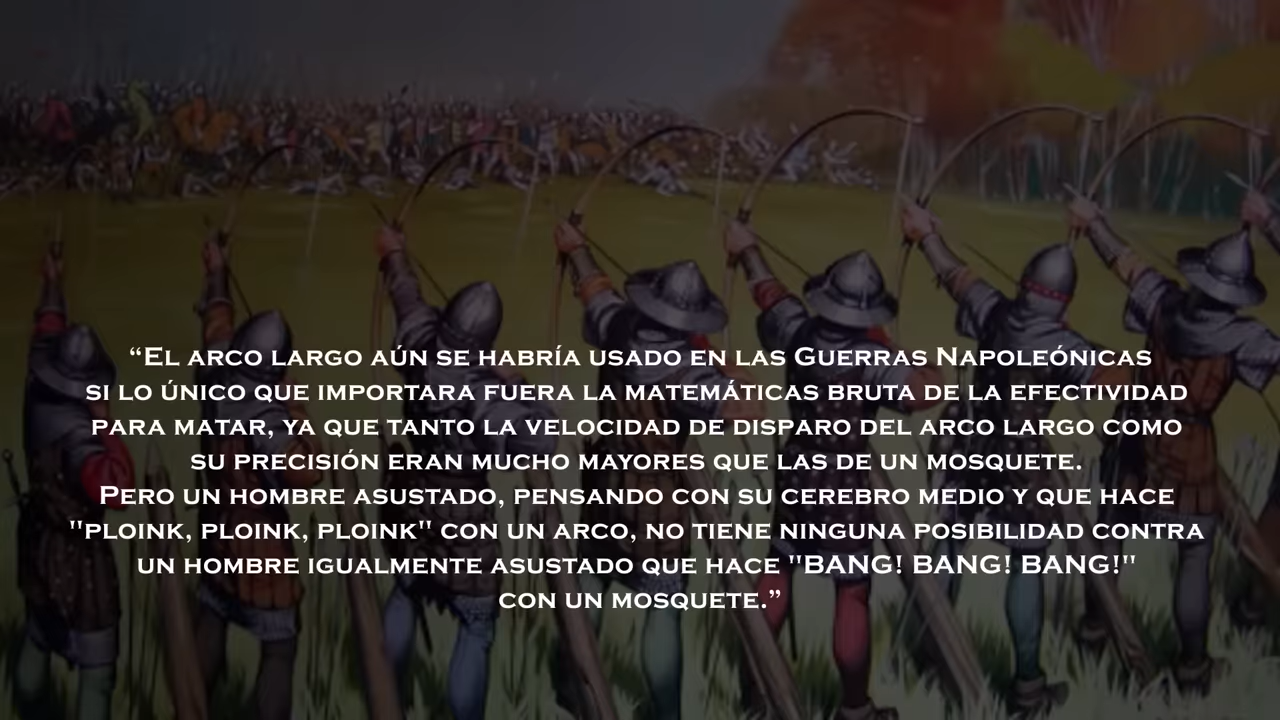 “El arco largo aún se habría usado en las Guerras Napoleónicas
si lo único que importara fuera la matemáticas bruta de la efectividad
para matar, ya que tanto la velocidad de disparo del arco largo como
su precisión eran mucho mayores que las de un mosquete.
Pero un hombre asustado, pensando con su cerebro medio y que hace
"ploink, ploink, ploink" con un arco, no tiene ninguna posibilidad contra
un hombre igualmente asustado que hace "BANG! BANG! BANG!"
con un mosquete.”